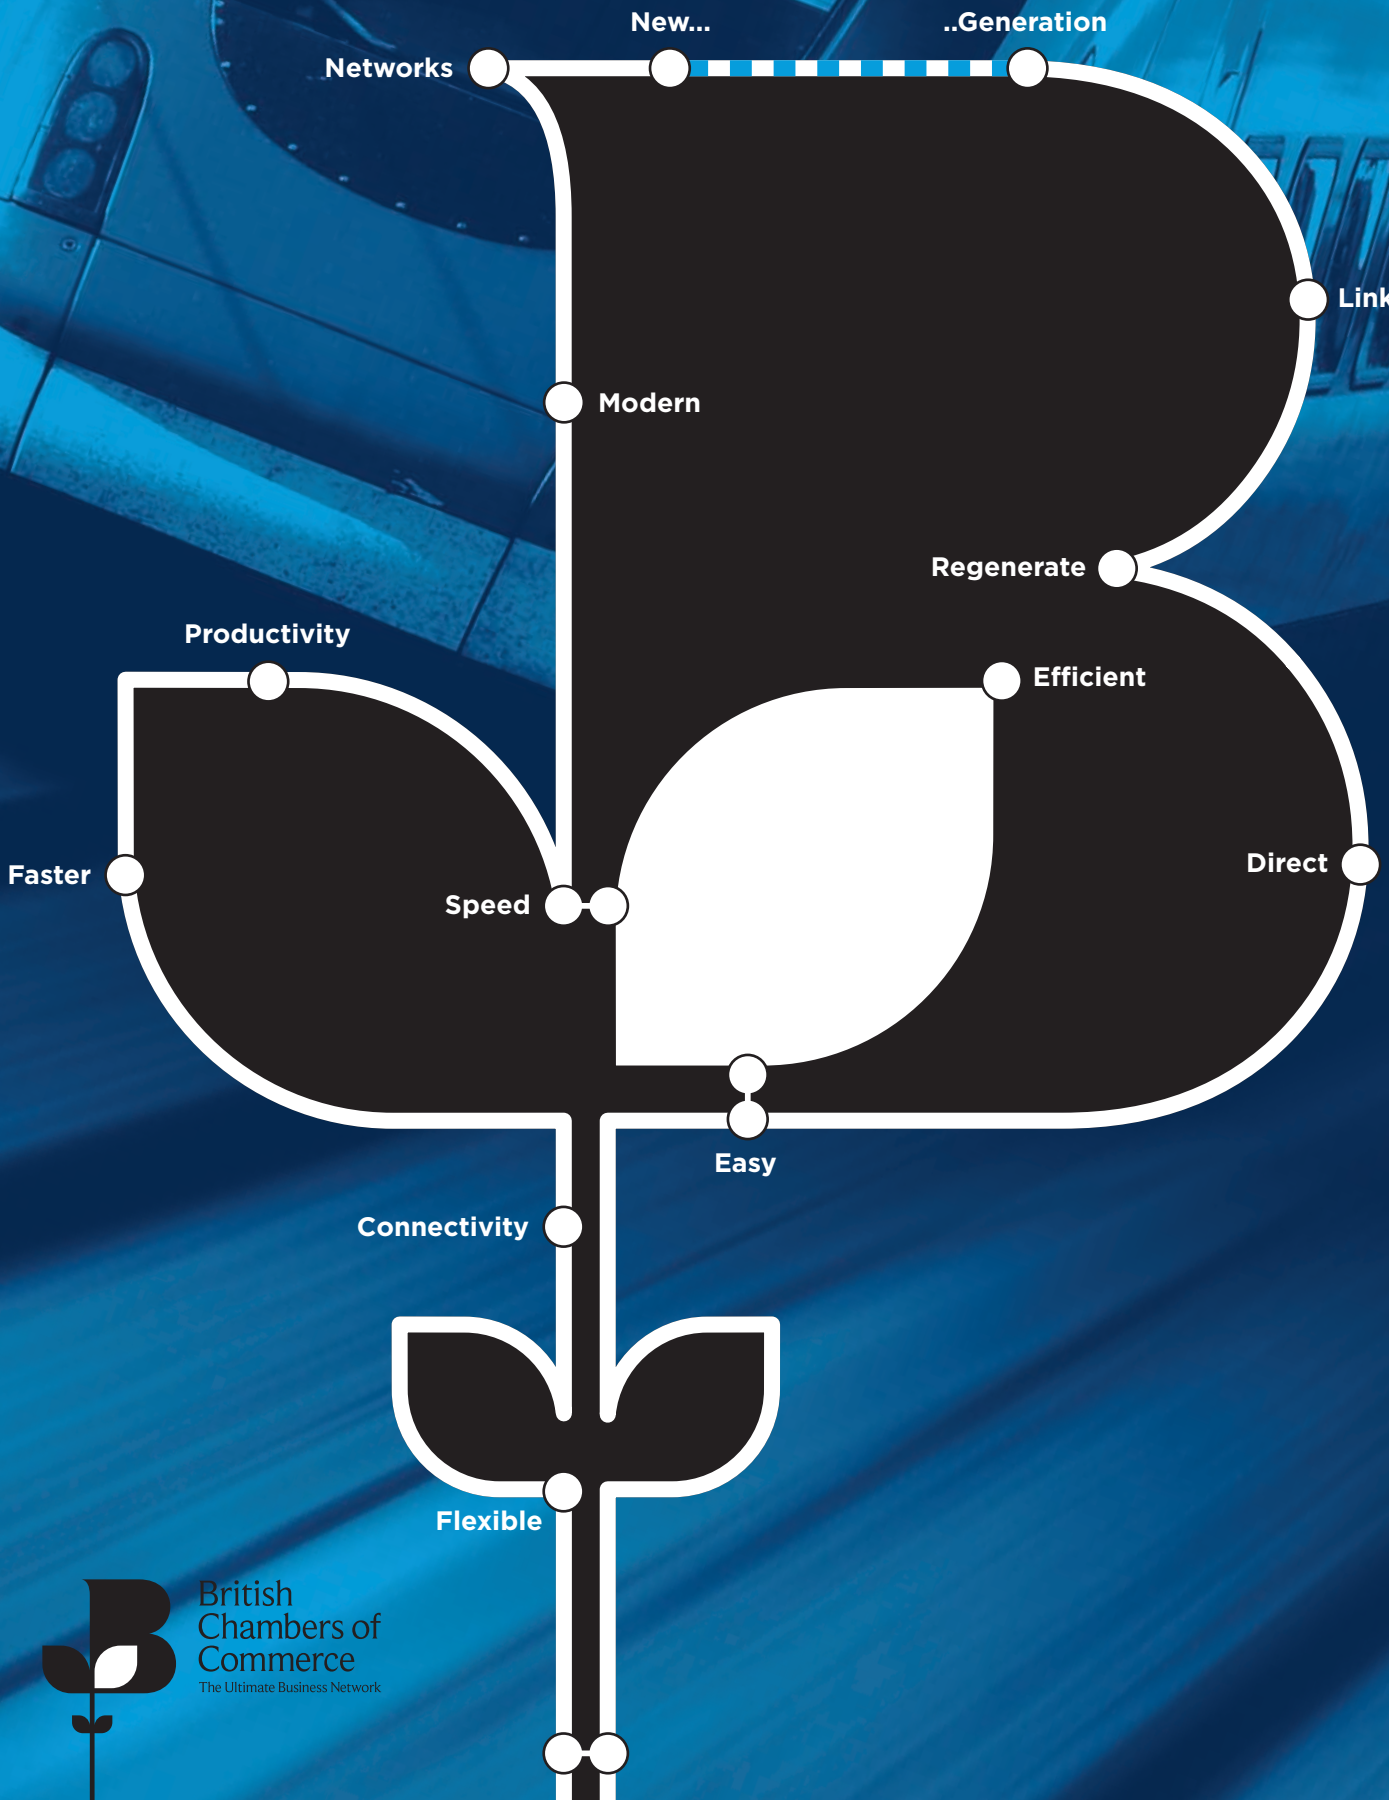 New...
..Generation
Networks
Link
Modern
Regenerate
Productivity
Efficient
Faster
Direct
Speed
Easy
Connectivity
Flexible
British
Chambers of
Commerce
The Ultimate Business Network